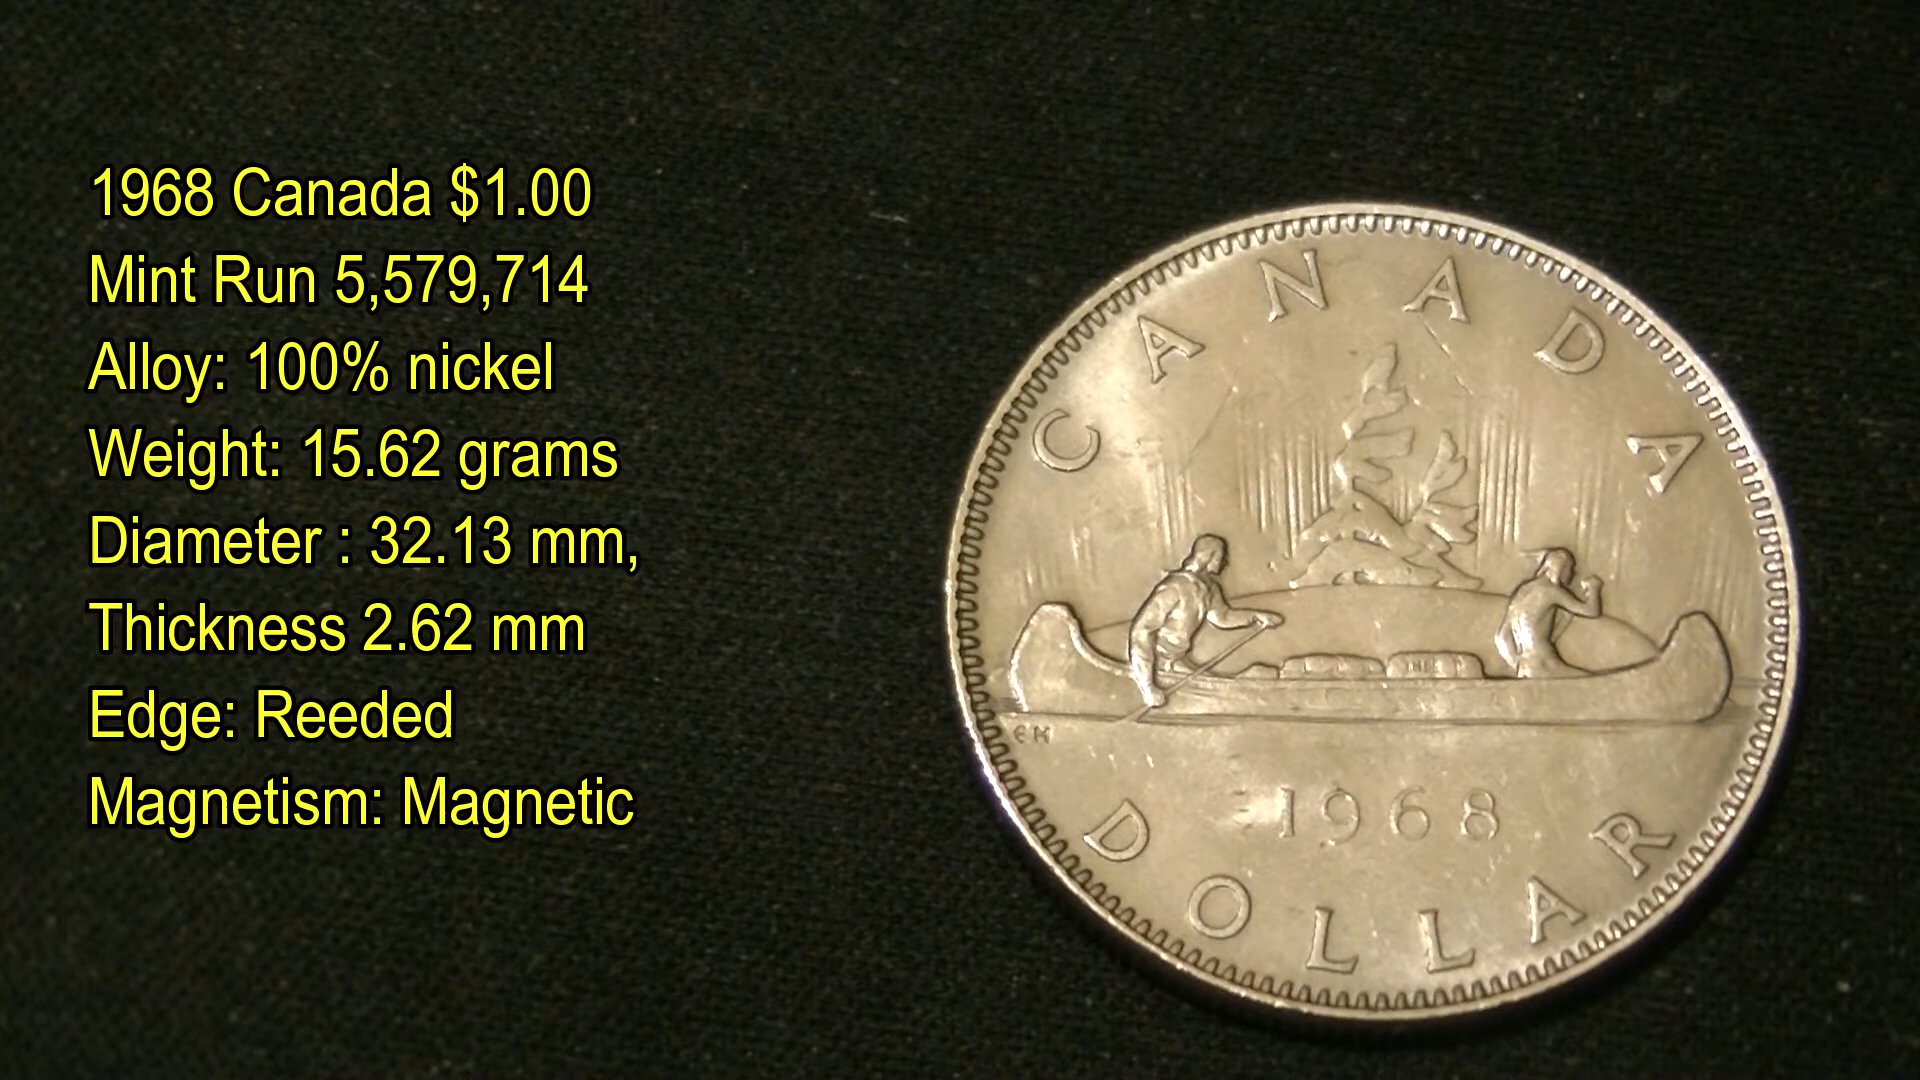 1968 Canada $1.00
Mint Run 5,579,714
Alloy: 100% nickel
Weight: 15.62 grams
Diameter : 32.13 mm,
Thickness 2.62 mm
Edge: Reeded
Magnetism: Magnetic
CANADA
EH
1968
DOLLAR